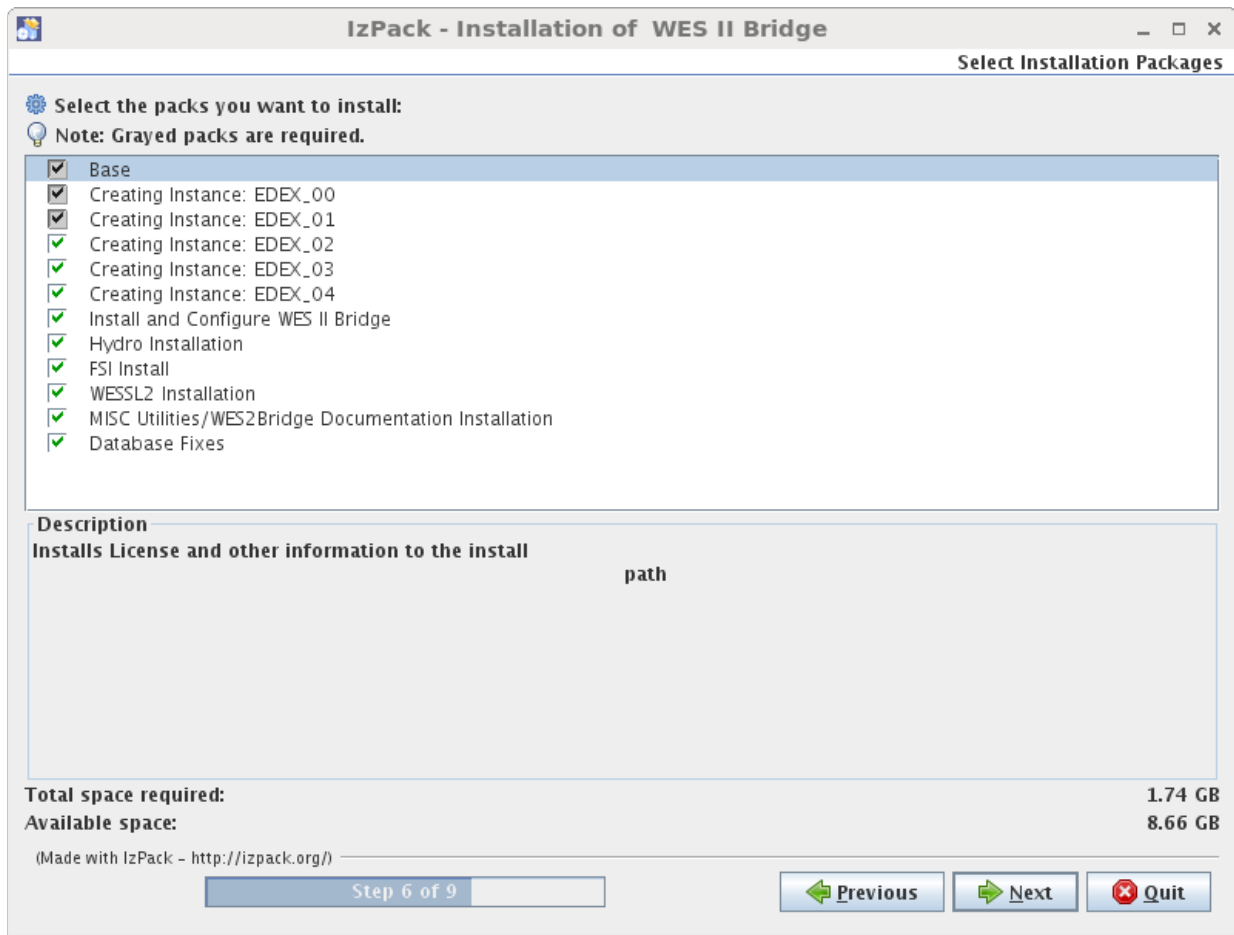 IzPack - Installation of  WES II Bridge
Select Installation Packages
Select the packs you want to install:
Note: Grayed packs are required.
Base
Creating Instance: EDEX_00
Creating Instance: EDEX_01
Creating Instance: EDEX_02
Creating Instance: EDEX_03
Creating Instance: EDEX_04
Install and Configure WES II Bridge
Hydro Installation
FSI Install
WESSL2 Installation
MISC Utilities/WES2Bridge Documentation Installation
Database Fixes
Description
Installs License and other information to the install
path
Total space required: 1.74 GB
Available space: 8.66 GB
(Made with IzPack - http://izpack.org/)
Step 6 of 9 Previous Next Quit